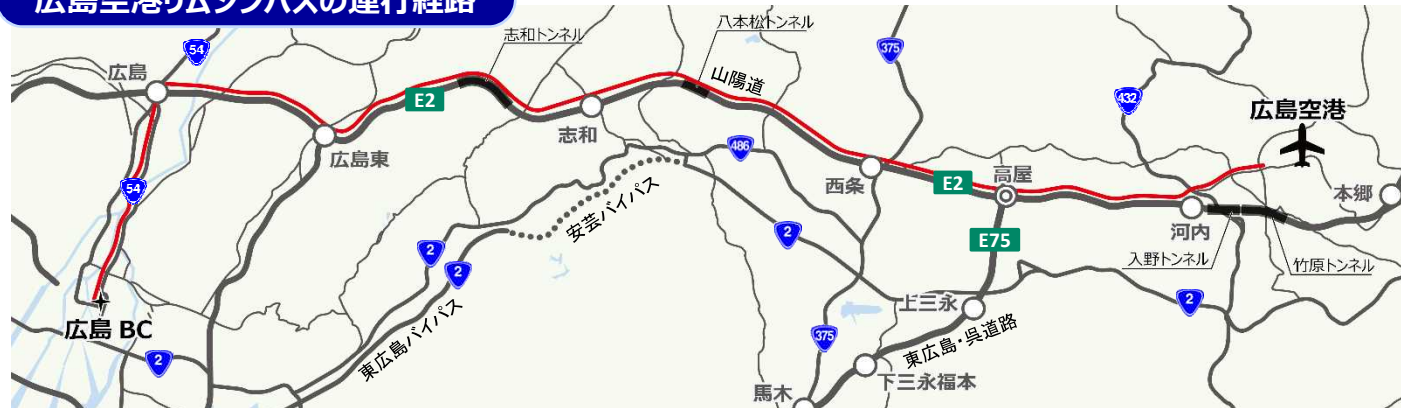 広島空港リムジンバスの運行経路
54
広島
志和トンネル
八本松トンネル
375
山陽道
E2
432
広島空港
広島東
志和
486
西条
E2
高屋
本郷
54
安芸バイパス
河内
E75
入野トンネル
竹原トンネル
2
2
2
2
上三永
広島 BC
東広島バイパス
375
東広島・呉道路
2
下三永福本
馬木